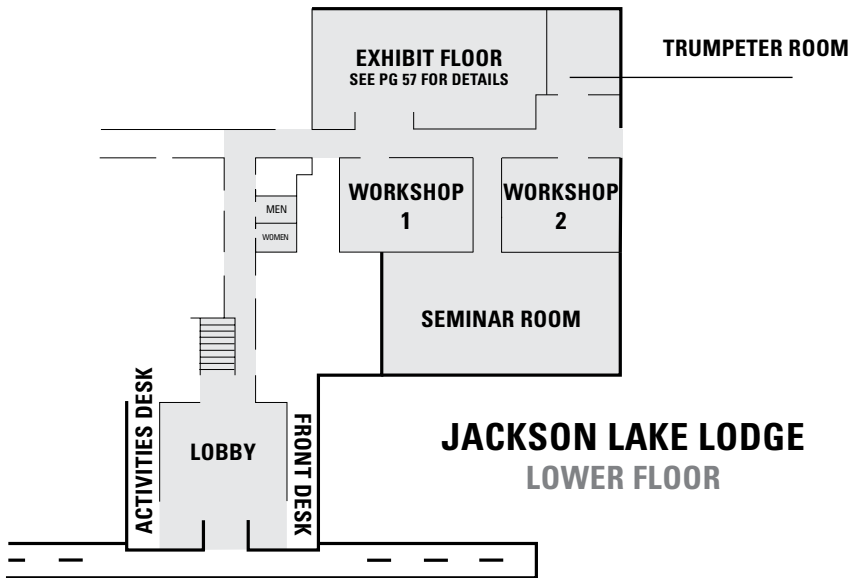 EXHIBIT FLOOR
SEE PG 57 FOR DETAILS
TRUMPETER ROOM
WORKSHOP
1
WORKSHOP
2
MEN
WOMEN
SEMINAR ROOM
ACTIVITIES DESK
LOBBY
FRONT DESK
JACKSON LAKE LODGE
LOWER FLOOR